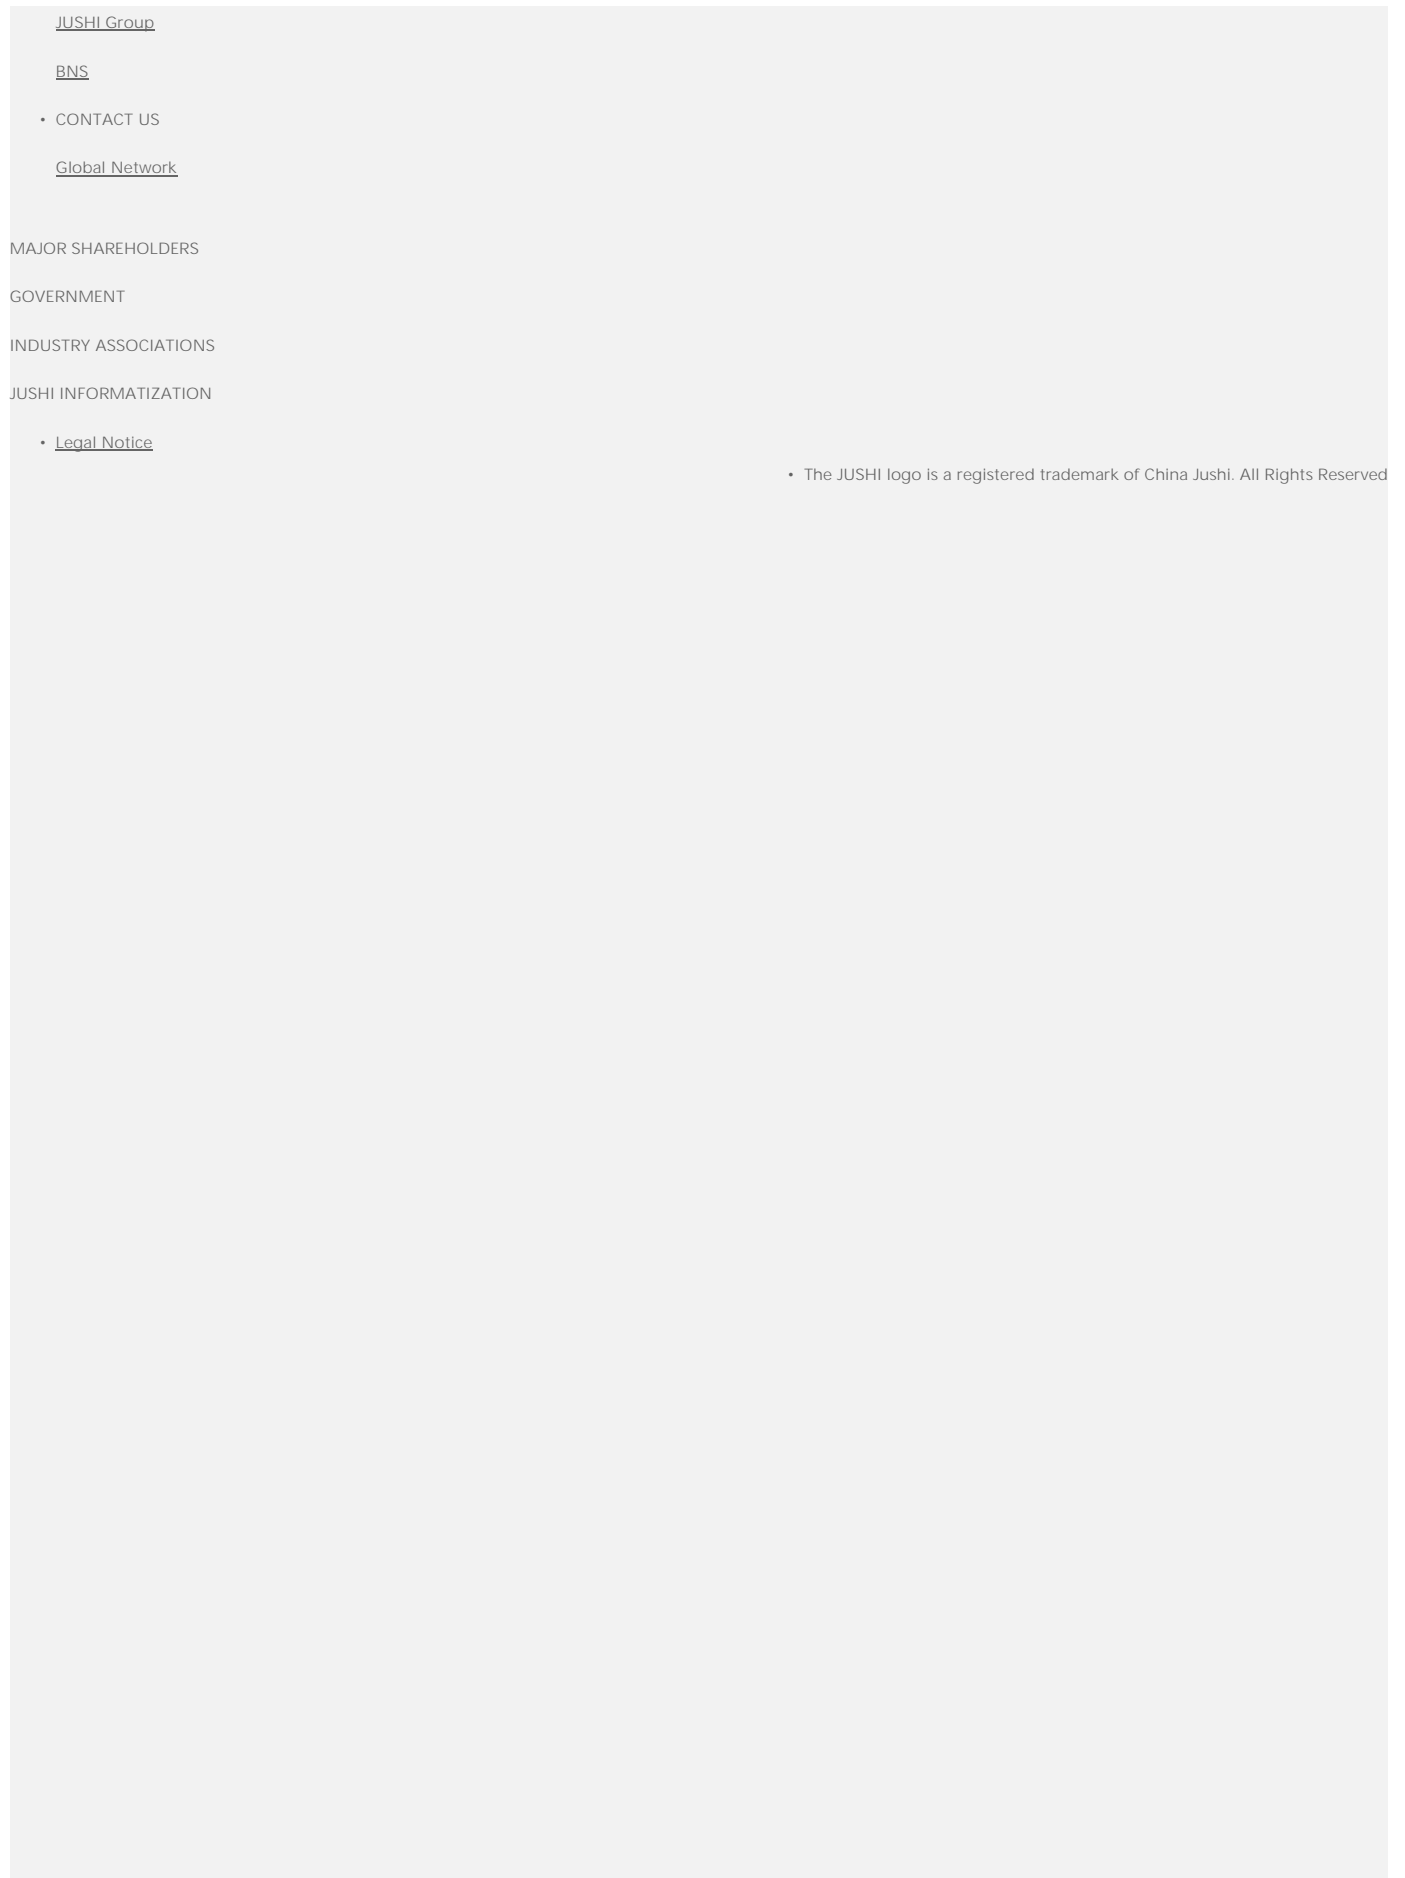 JUSHI Group
BNS
• CONTACT US
Global Network
MAJOR SHAREHOLDERS
GOVERNMENT
INDUSTRY ASSOCIATIONS
JUSHI INFORMATIZATION
• Legal Notice
• The JUSHI logo is a registered trademark of China Jushi. All Rights Reserved